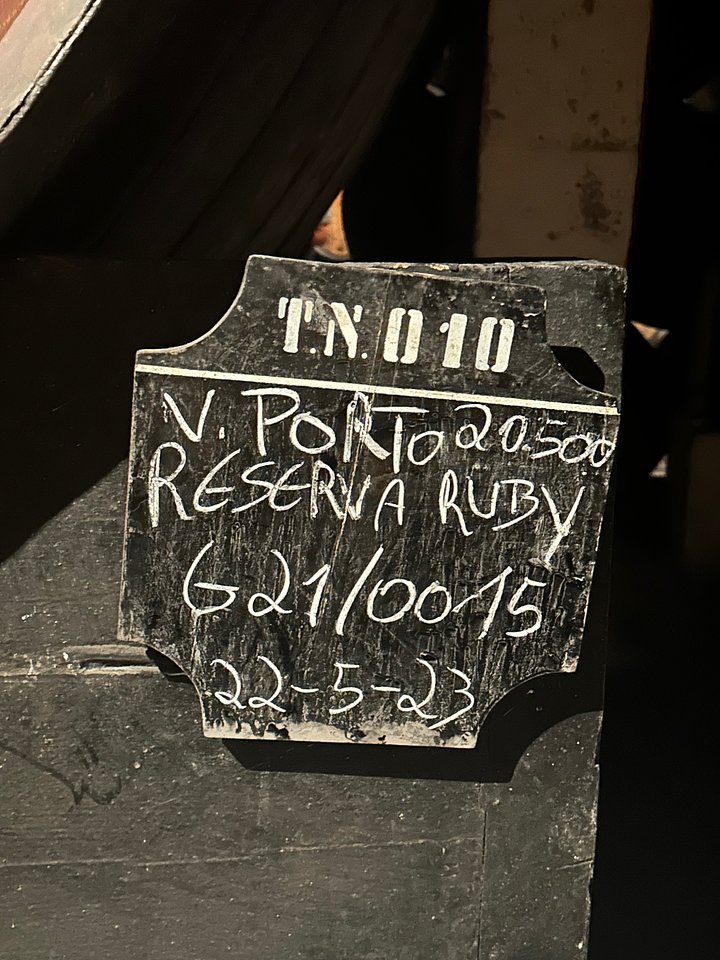 T.N. 010
V. PORTO 20.500
RESERVA RUBY
G21/0015
22-5-23